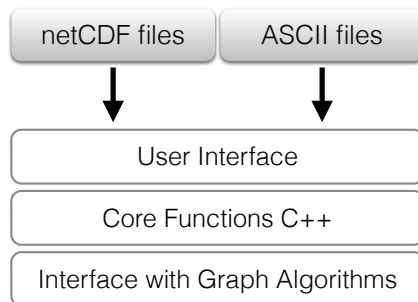 netCDF files
ASCII files
User Interface
Core Functions C++
Interface with Graph Algorithms